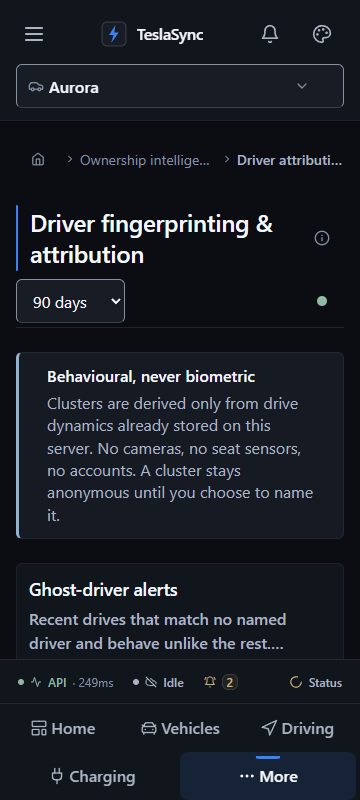 TeslaSync
Aurora
Ownership intellige... Driver attributi...
Driver fingerprinting &
attribution
90 days
Behavioural, never biometric
Clusters are derived only from drive
dynamics already stored on this
server. No cameras, no seat sensors,
no accounts. A cluster stays
anonymous until you choose to name
it.
Ghost-driver alerts
Recent drives that match no named
driver and behave unlike the rest....
API · 249ms Idle 2 Status
Home Vehicles Driving
Charging More